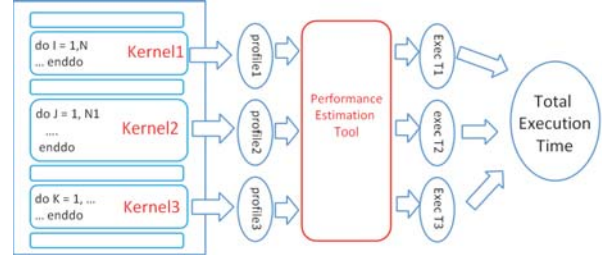 do I = 1,N
... enddo
Kernel1
do J = 1, N1
....
enddo
Kernel2
do K = 1, ...
... enddo
Kernel3
profile1
profile2
profile3
Performance
Estimation
Tool
Exec T1
exec T2
Exec T3
Total
Execution
Time